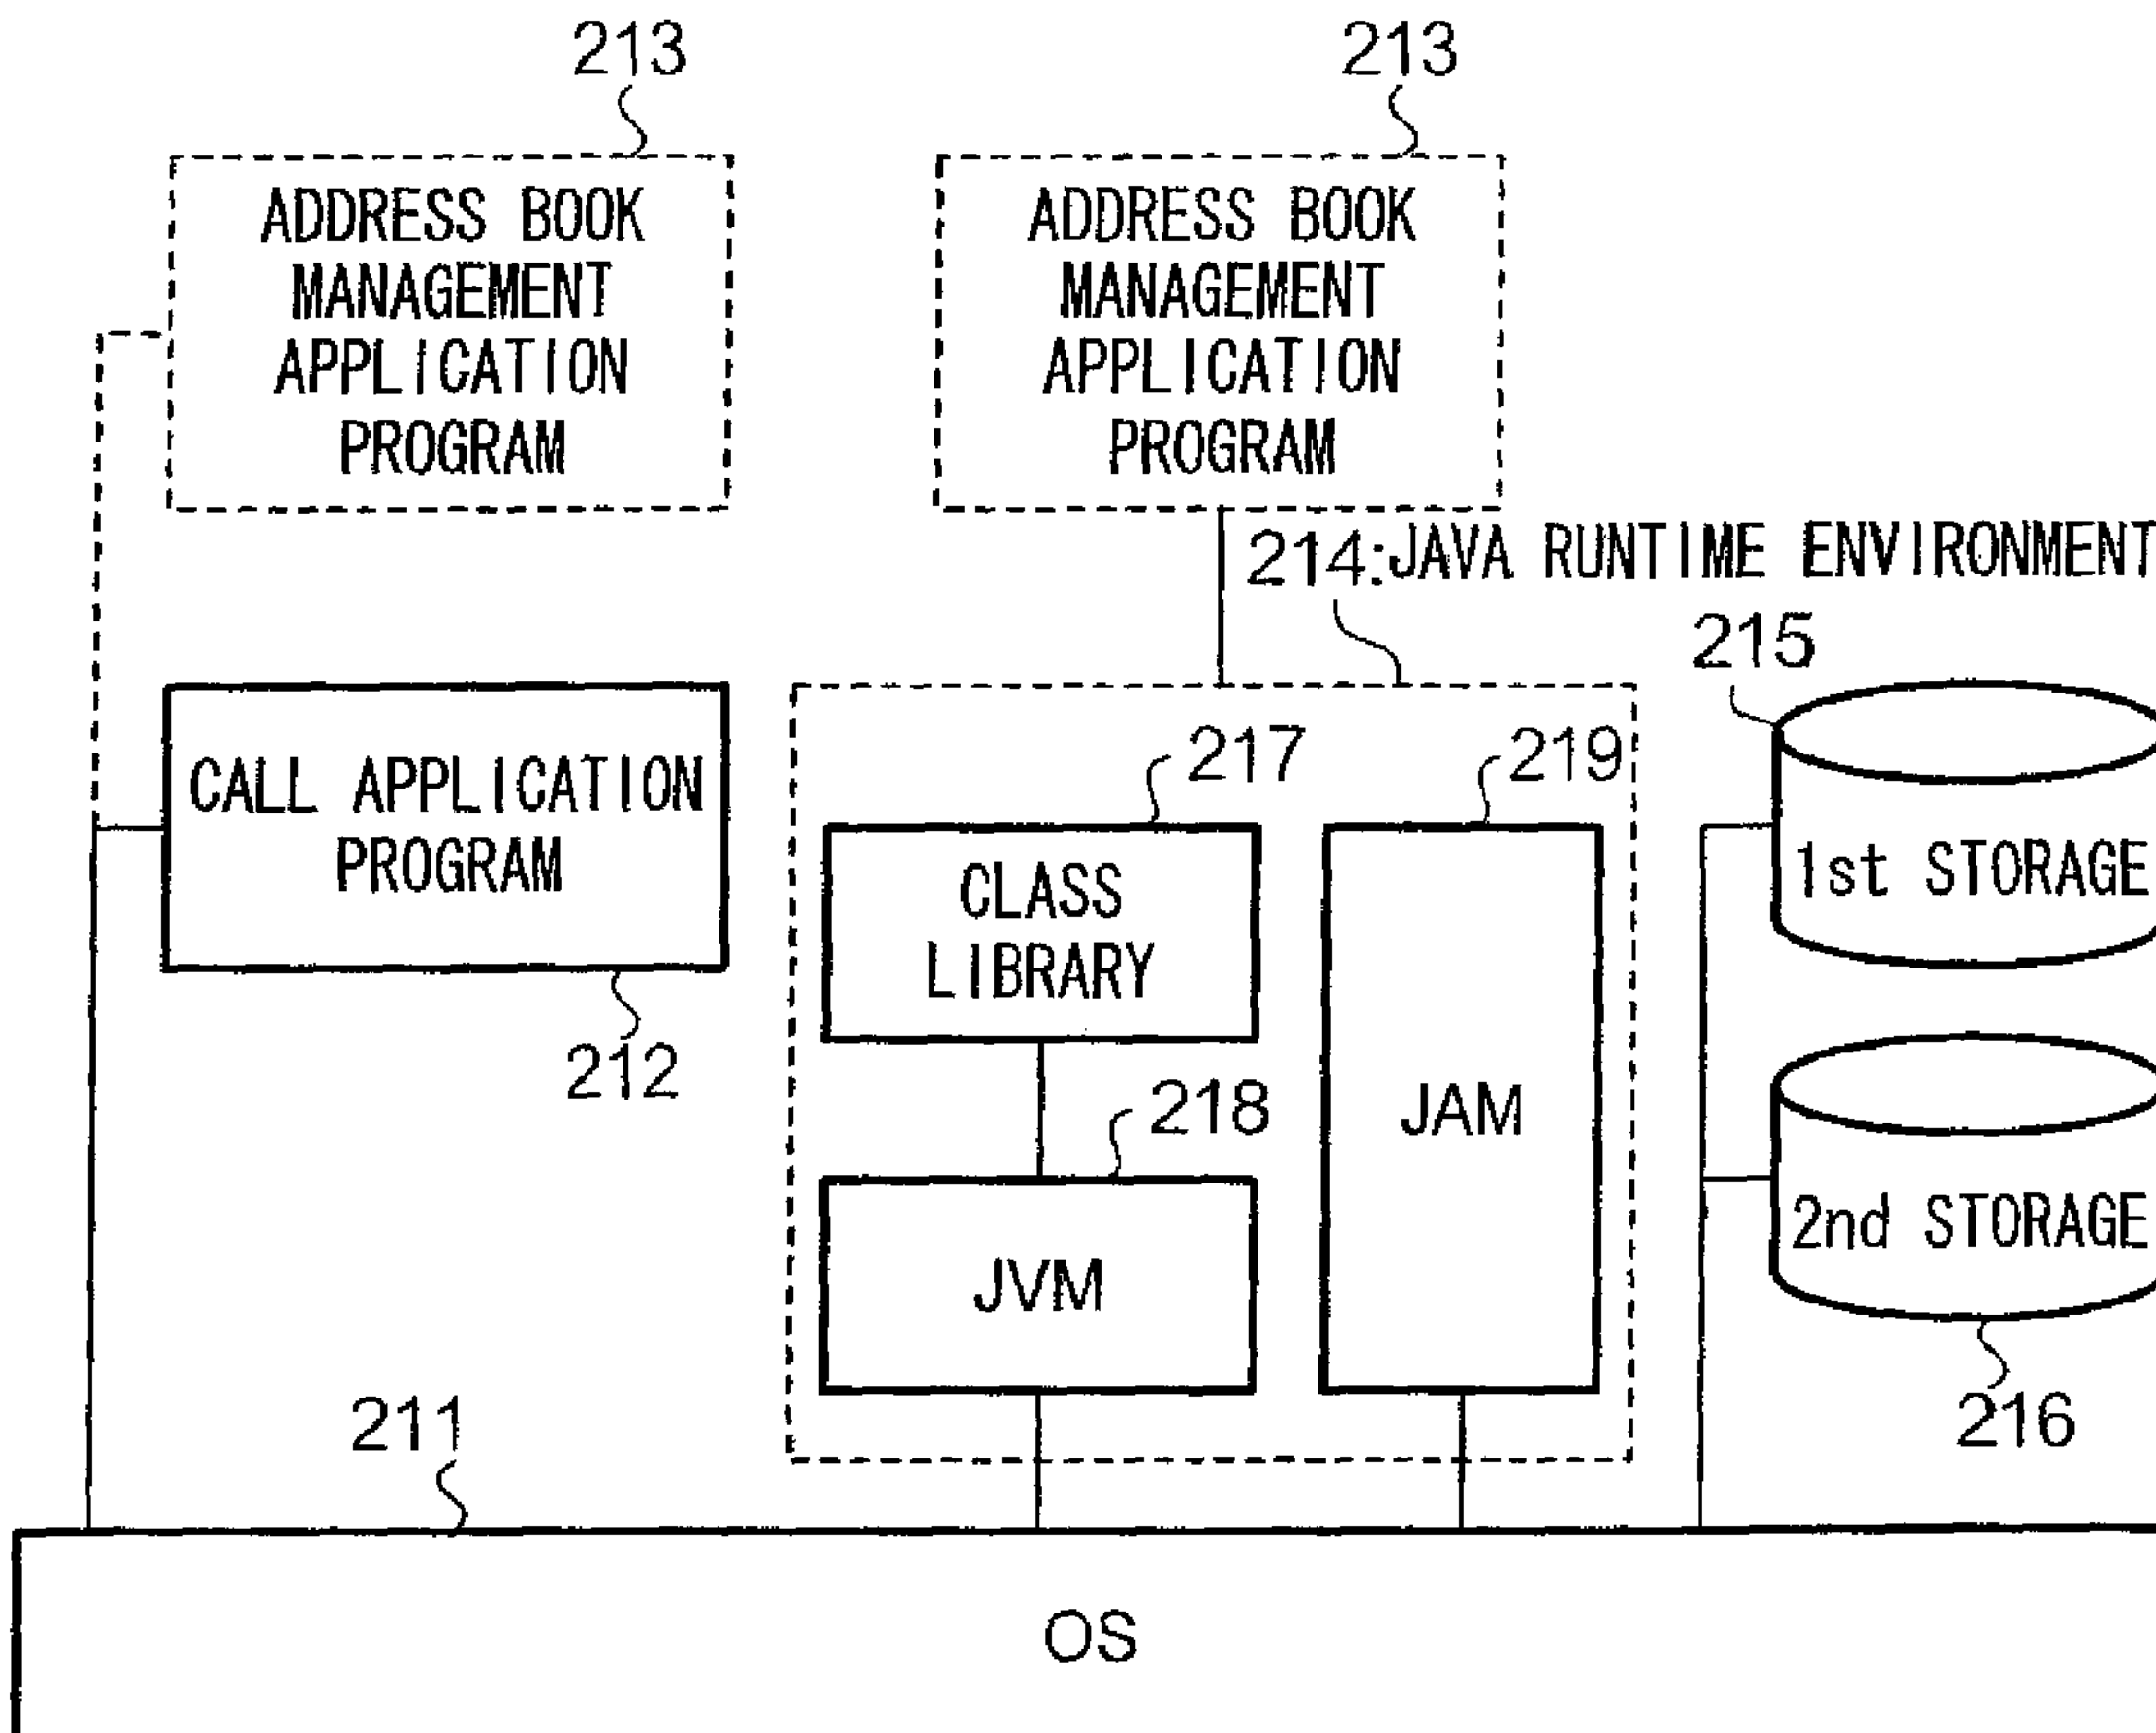 213
213
ADDRESS BOOK
MANAGEMENT
APPLICATION
PROGRAM
ADDRESS BOOK
MANAGEMENT
APPLICATION
PROGRAM
214:JAVA RUNTIME ENVIRONMENT
215
CALL APPLICATION
PROGRAM
212
217
219
CLASS
LIBRARY
218
JVM
JAM
1st STORAGE
2nd STORAGE
216
211
OS